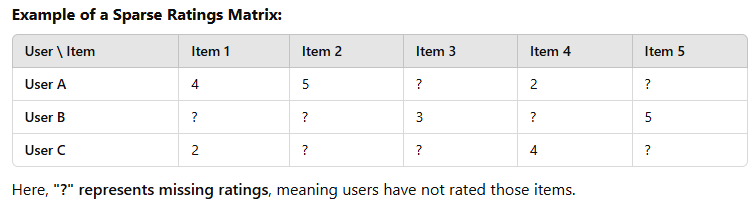 Example of a Sparse Ratings Matrix:
User \ Item Item 1 Item 2 Item 3 Item 4 Item 5
User A 4 5 ? 2 ?
User B ? ? 3 ? 5
User C 2 ? ? 4 ?
Here, "?" represents missing ratings, meaning users have not rated those items.